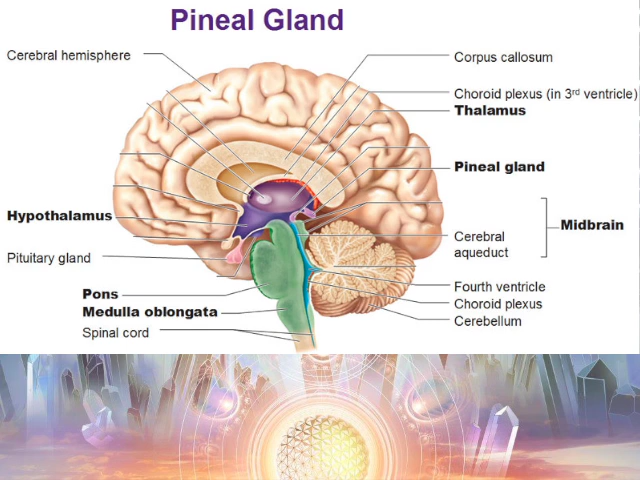 Pineal Gland
Cerebral hemisphere
Corpus callosum
Choroid plexus (in 3rd ventricle)
Thalamus
Pineal gland
Hypothalamus
Midbrain
Cerebral
aqueduct
Pituitary gland
Fourth ventricle
Pons
Choroid plexus
Medulla oblongata
Cerebellum
Spinal cord